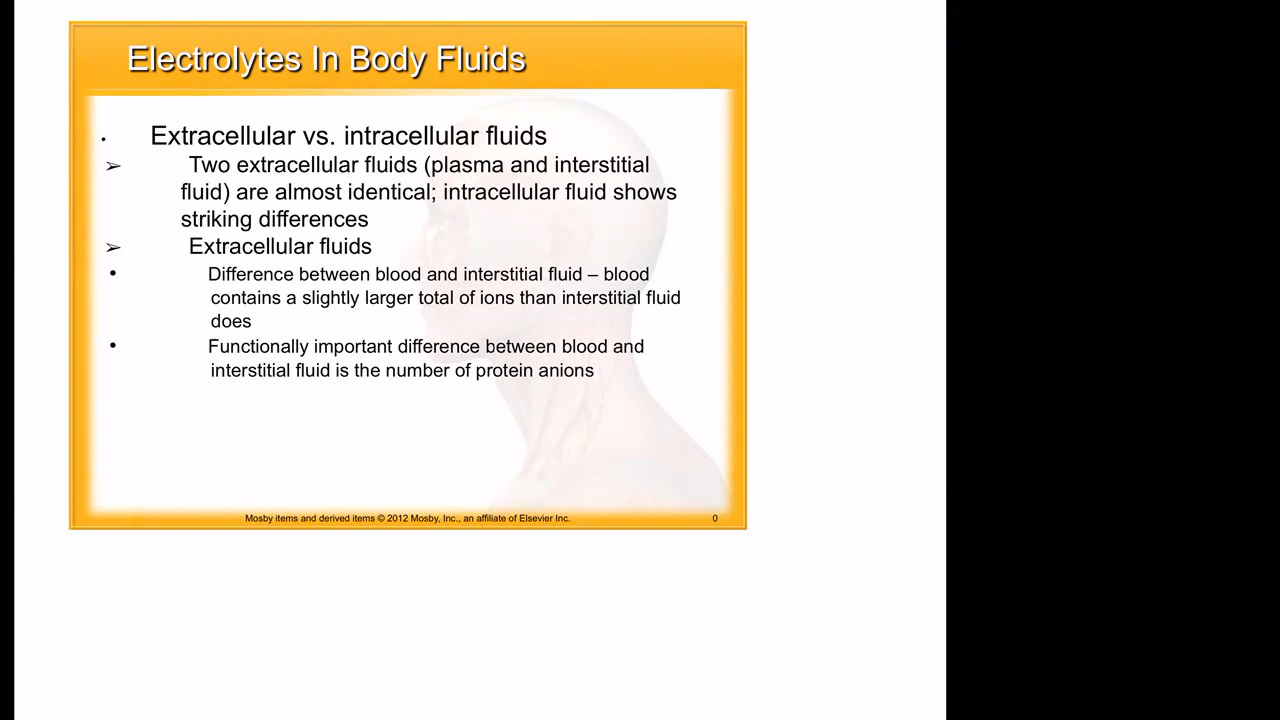 Electrolytes In Body Fluids
• Extracellular vs. intracellular fluids
➢ Two extracellular fluids (plasma and interstitial
fluid) are almost identical; intracellular fluid shows
striking differences
➢ Extracellular fluids
• Difference between blood and interstitial fluid – blood
contains a slightly larger total of ions than interstitial fluid
does
• Functionally important difference between blood and
interstitial fluid is the number of protein anions
Mosby items and derived items © 2012 Mosby, Inc., an affiliate of Elsevier Inc. 0